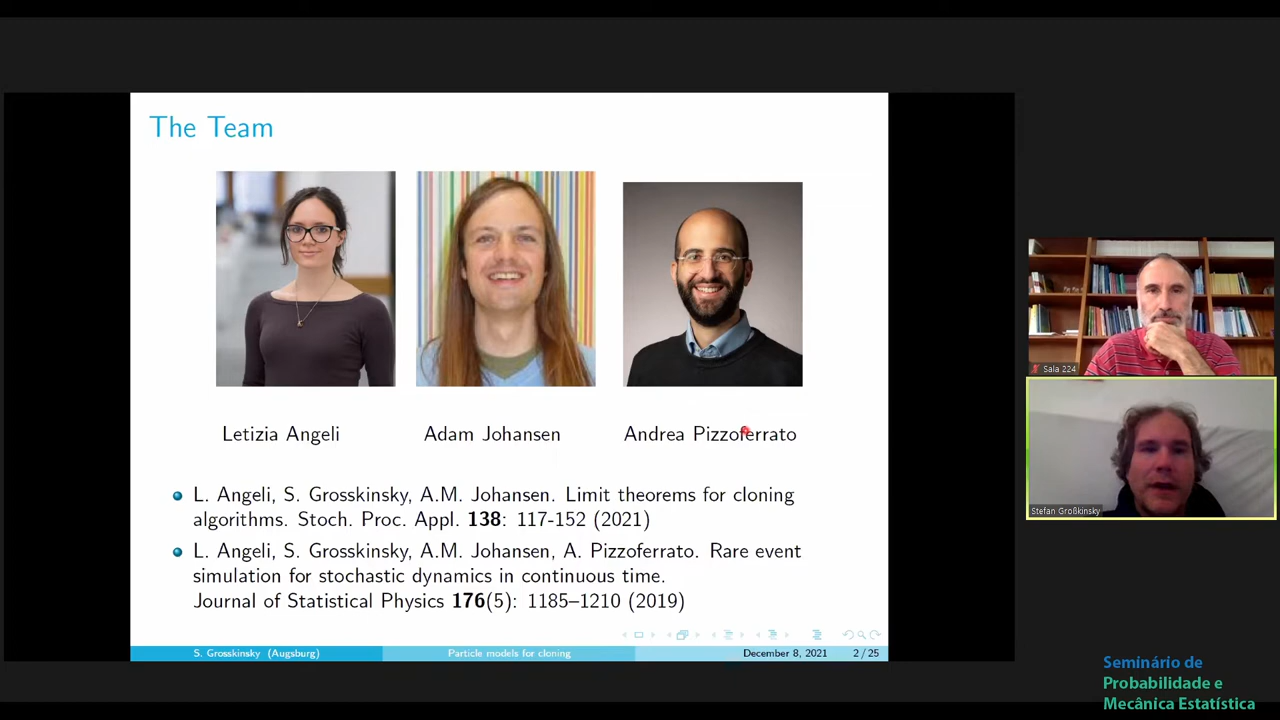 The Team
Letizia Angeli
Adam Johansen
Andrea Pizzoferrato
L. Angeli, S. Grosskinsky, A.M. Johansen. Limit theorems for cloning
algorithms. Stoch. Proc. Appl. 138: 117-152 (2021)
L. Angeli, S. Grosskinsky, A.M. Johansen, A. Pizzoferrato. Rare event
simulation for stochastic dynamics in continuous time.
Journal of Statistical Physics 176(5): 1185–1210 (2019)
S. Grosskinsky (Augsburg)
Particle models for cloning
December 8, 2021
2 / 25
Sala 224
Stefan Großkinsky
Seminário de
Probabilidade e
Mecânica Estatística